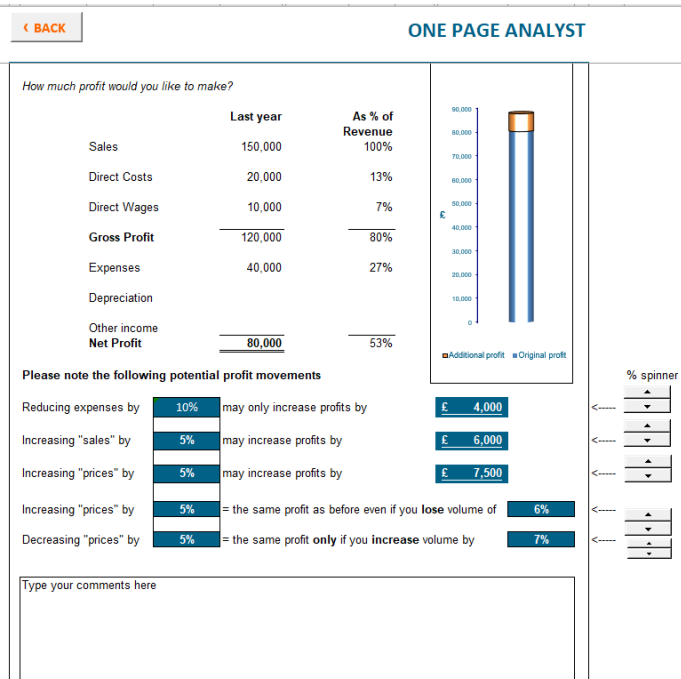 ‹ BACK
ONE PAGE ANALYST
How much profit would you like to make?
Last year As % of Revenue
Sales 150,000 100%
Direct Costs 20,000 13%
Direct Wages 10,000 7%
Gross Profit 120,000 80%
Expenses 40,000 27%
Depreciation
Other income
Net Profit 80,000 53%
90,000
80,000
70,000
60,000
50,000
£
40,000
30,000
20,000
10,000
0
Additional profit Original profit
Please note the following potential profit movements
% spinner
Reducing expenses by 10% may only increase profits by £ 4,000 <-----
Increasing "sales" by 5% may increase profits by £ 6,000 <-----
Increasing "prices" by 5% may increase profits by £ 7,500 <-----
Increasing "prices" by 5% = the same profit as before even if you lose volume of 6% <-----
Decreasing "prices" by 5% = the same profit only if you increase volume by 7% <-----
Type your comments here